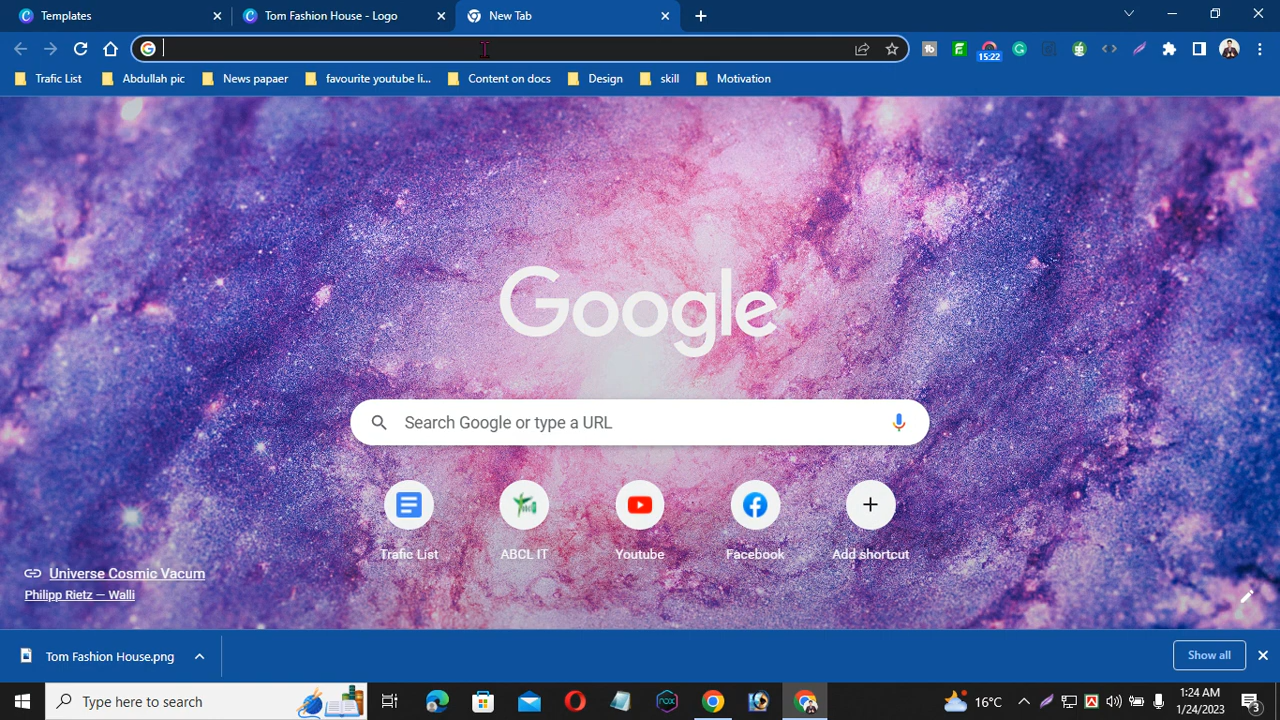 Templates
Tom Fashion House - Logo
New Tab
15:22
Trafic List
Abdullah pic
News papaer
favourite youtube li...
Content on docs
Design
skill
Motivation
Google
Search Google or type a URL
Trafic List
ABCL IT
Youtube
Facebook
Add shortcut
Universe Cosmic Vacum
Philipp Rietz — Walli
Tom Fashion House.png
Show all
Type here to search
16°C
1:24 AM
1/24/2023
3